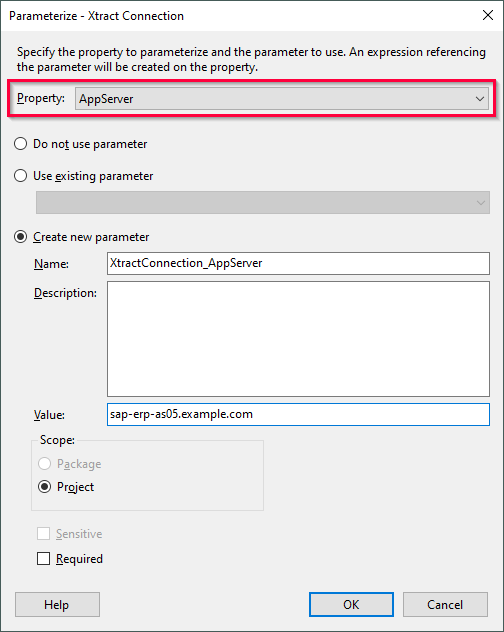 Parameterize - Xtract Connection
Specify the property to parameterize and the parameter to use. An expression referencing
the parameter will be created on the property.
Property: AppServer
Do not use parameter
Use existing parameter
Create new parameter
Name: XtractConnection_AppServer
Description:
Value: sap-erp-as05.example.com
Scope:
Package
Project
Sensitive
Required
Help OK Cancel